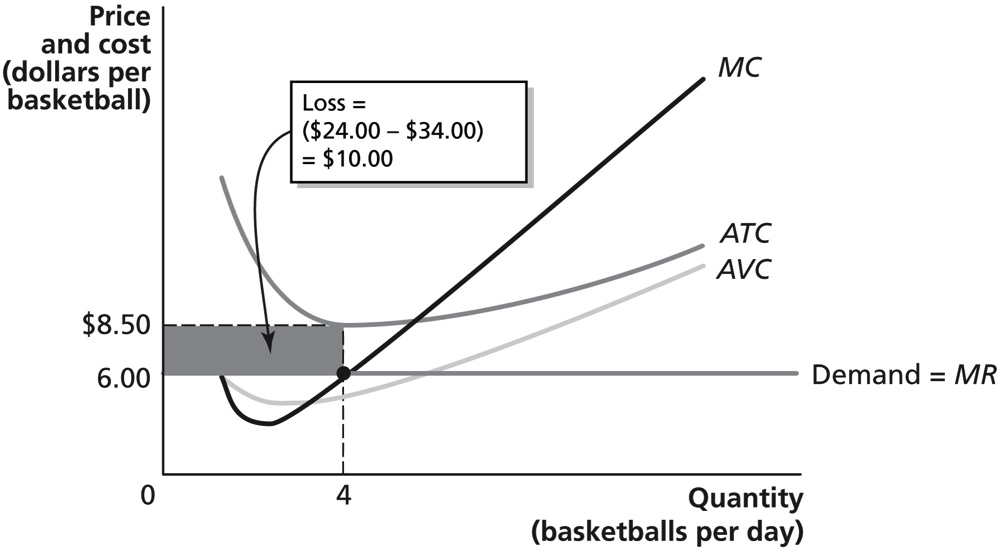 Price
and cost
(dollars per
basketball)
Loss =
($24.00 – $34.00)
= $10.00
MC
ATC
AVC
$8.50
6.00
Demand = MR
0
4
Quantity
(basketballs per day)